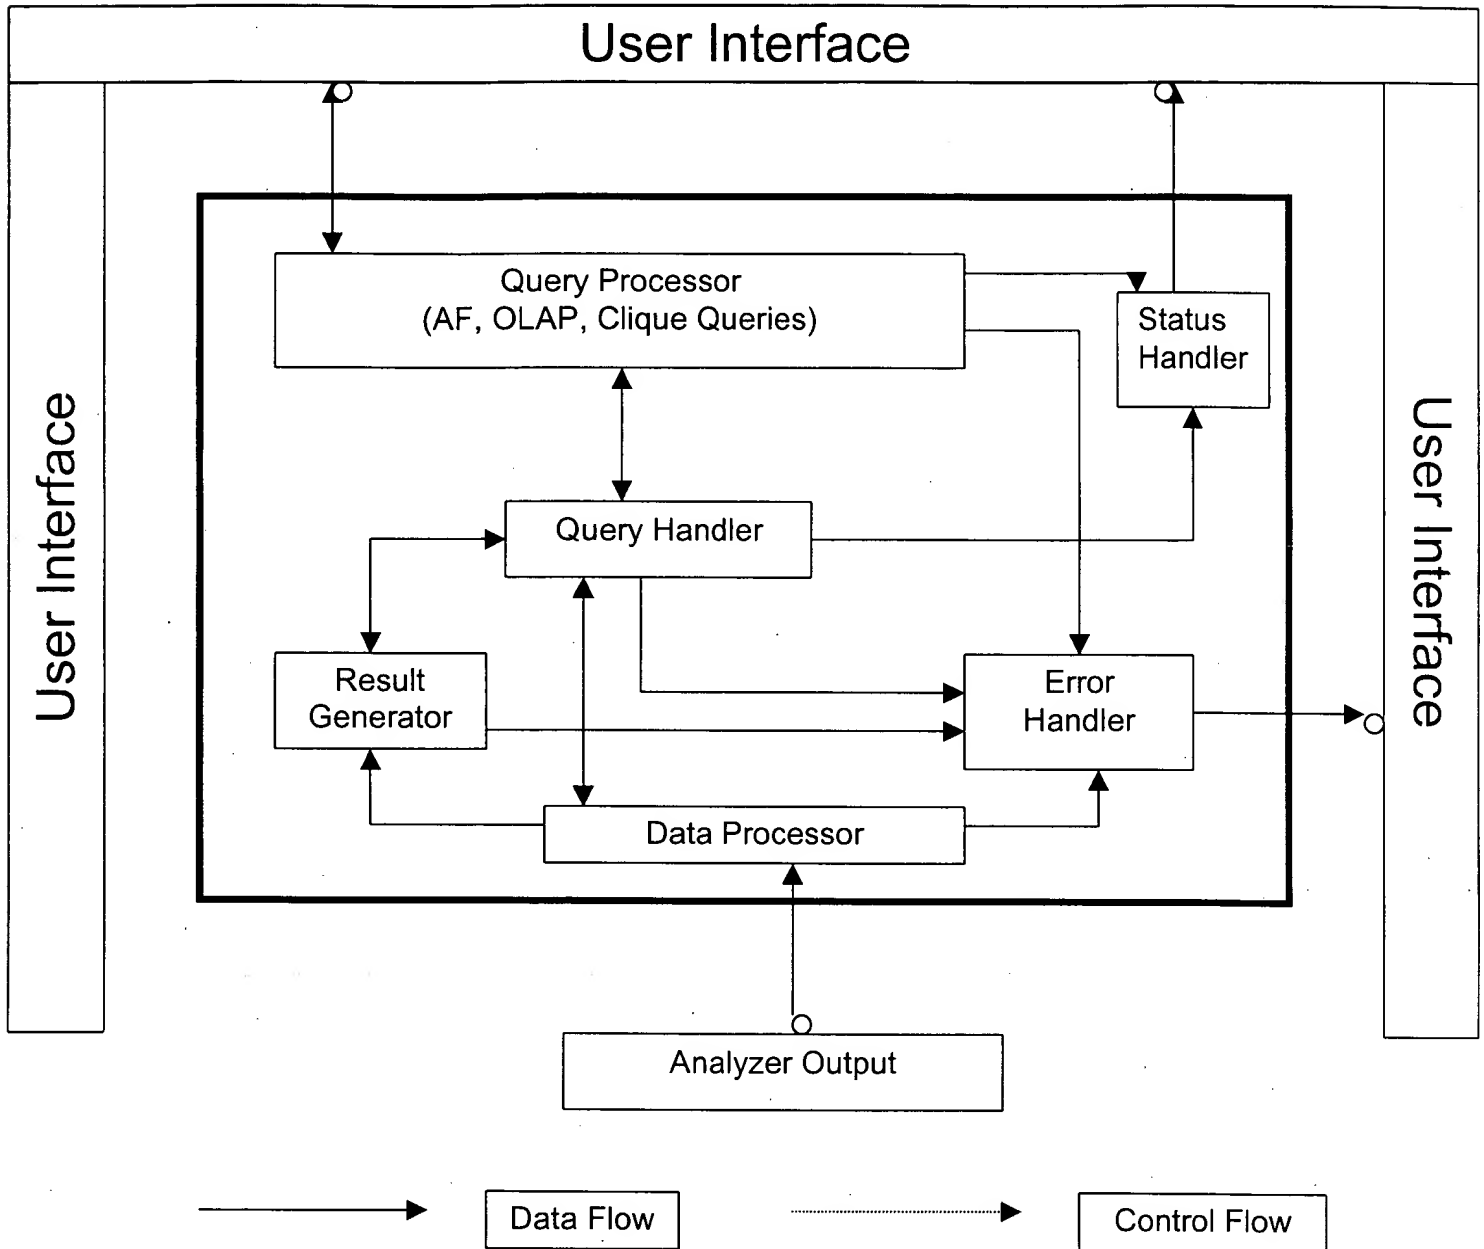 User Interface
User Interface
User Interface
Query Processor
(AF, OLAP, Clique Queries)
Status
Handler
Query Handler
Result
Generator
Error
Handler
Data Processor
Analyzer Output
Data Flow
Control Flow